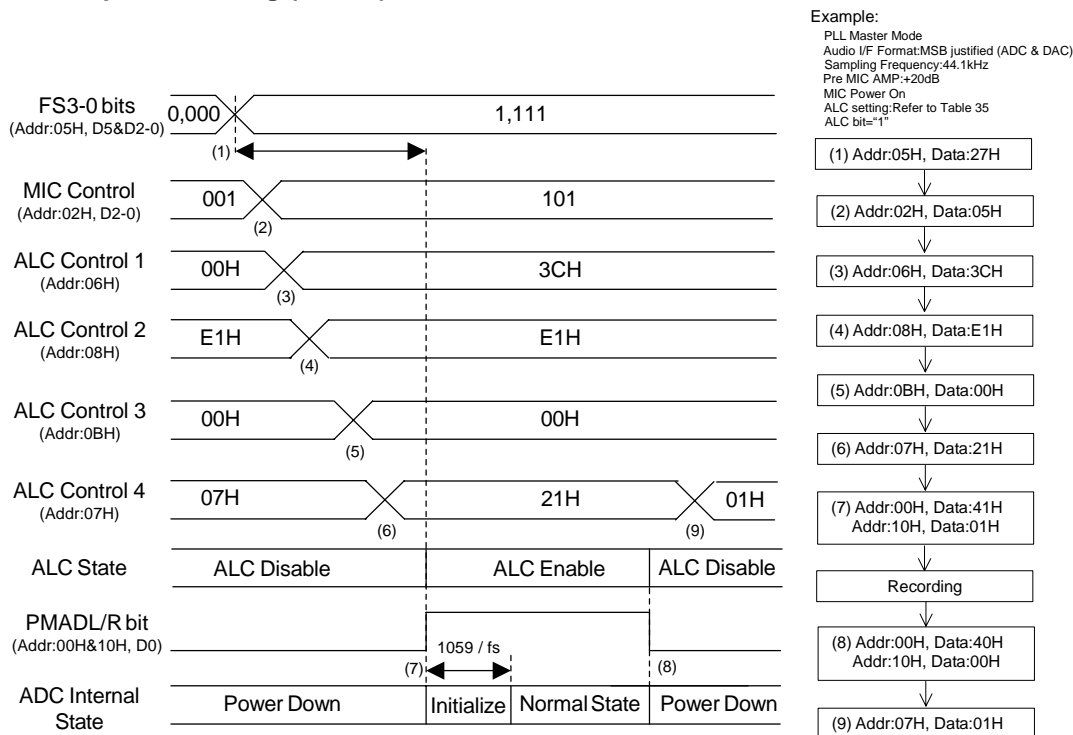 Example:
PLL Master Mode
Audio I/F Format:MSB justified (ADC & DAC)
Sampling Frequency:44.1kHz
Pre MIC AMP:+20dB
MIC Power On
ALC setting:Refer to Table 35
ALC bit="1"
FS3-0 bits
(Addr:05H, D5&D2-0)
0,000
1,111
(1)
MIC Control
(Addr:02H, D2-0)
001
101
(2)
ALC Control 1
(Addr:06H)
00H
3CH
(3)
ALC Control 2
(Addr:08H)
E1H
E1H
(4)
ALC Control 3
(Addr:0BH)
00H
00H
(5)
ALC Control 4
(Addr:07H)
07H
21H
01H
(6)
(9)
ALC State
ALC Disable
ALC Enable
ALC Disable
PMADL/R bit
(Addr:00H&10H, D0)
1059 / fs
(7)
(8)
ADC Internal
State
Power Down
Initialize
Normal State
Power Down
(1) Addr:05H, Data:27H
(2) Addr:02H, Data:05H
(3) Addr:06H, Data:3CH
(4) Addr:08H, Data:E1H
(5) Addr:0BH, Data:00H
(6) Addr:07H, Data:21H
(7) Addr:00H, Data:41H
Addr:10H, Data:01H
Recording
(8) Addr:00H, Data:40H
Addr:10H, Data:00H
(9) Addr:07H, Data:01H